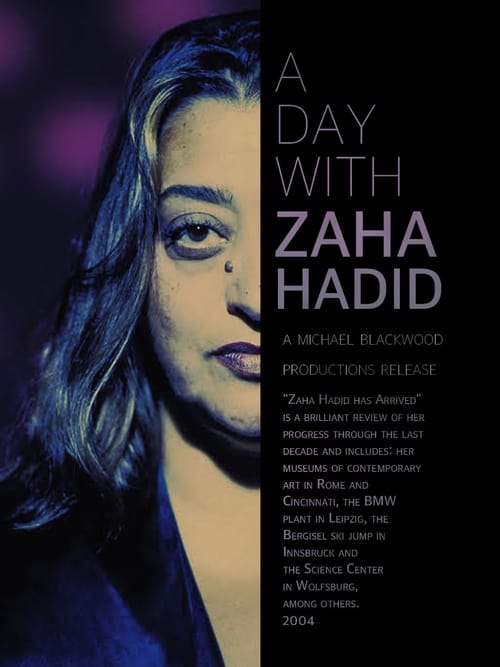 A
DAY
WITH
ZAHA
HADID
A MICHAEL BLACKWOOD
PRODUCTIONS RELEASE
"ZAHA HADID HAS ARRIVED"
IS A BRILLIANT REVIEW OF HER
PROGRESS THROUGH THE LAST
DECADE AND INCLUDES: HER
MUSEUMS OF CONTEMPORARY
ART IN ROME AND
CINCINNATI, THE BMW
PLANT IN LEIPZIG, THE
BERGISEL SKI JUMP IN
INNSBRUCK AND
THE SCIENCE CENTER
IN WOLFSBURG,
AMONG OTHERS.
2004